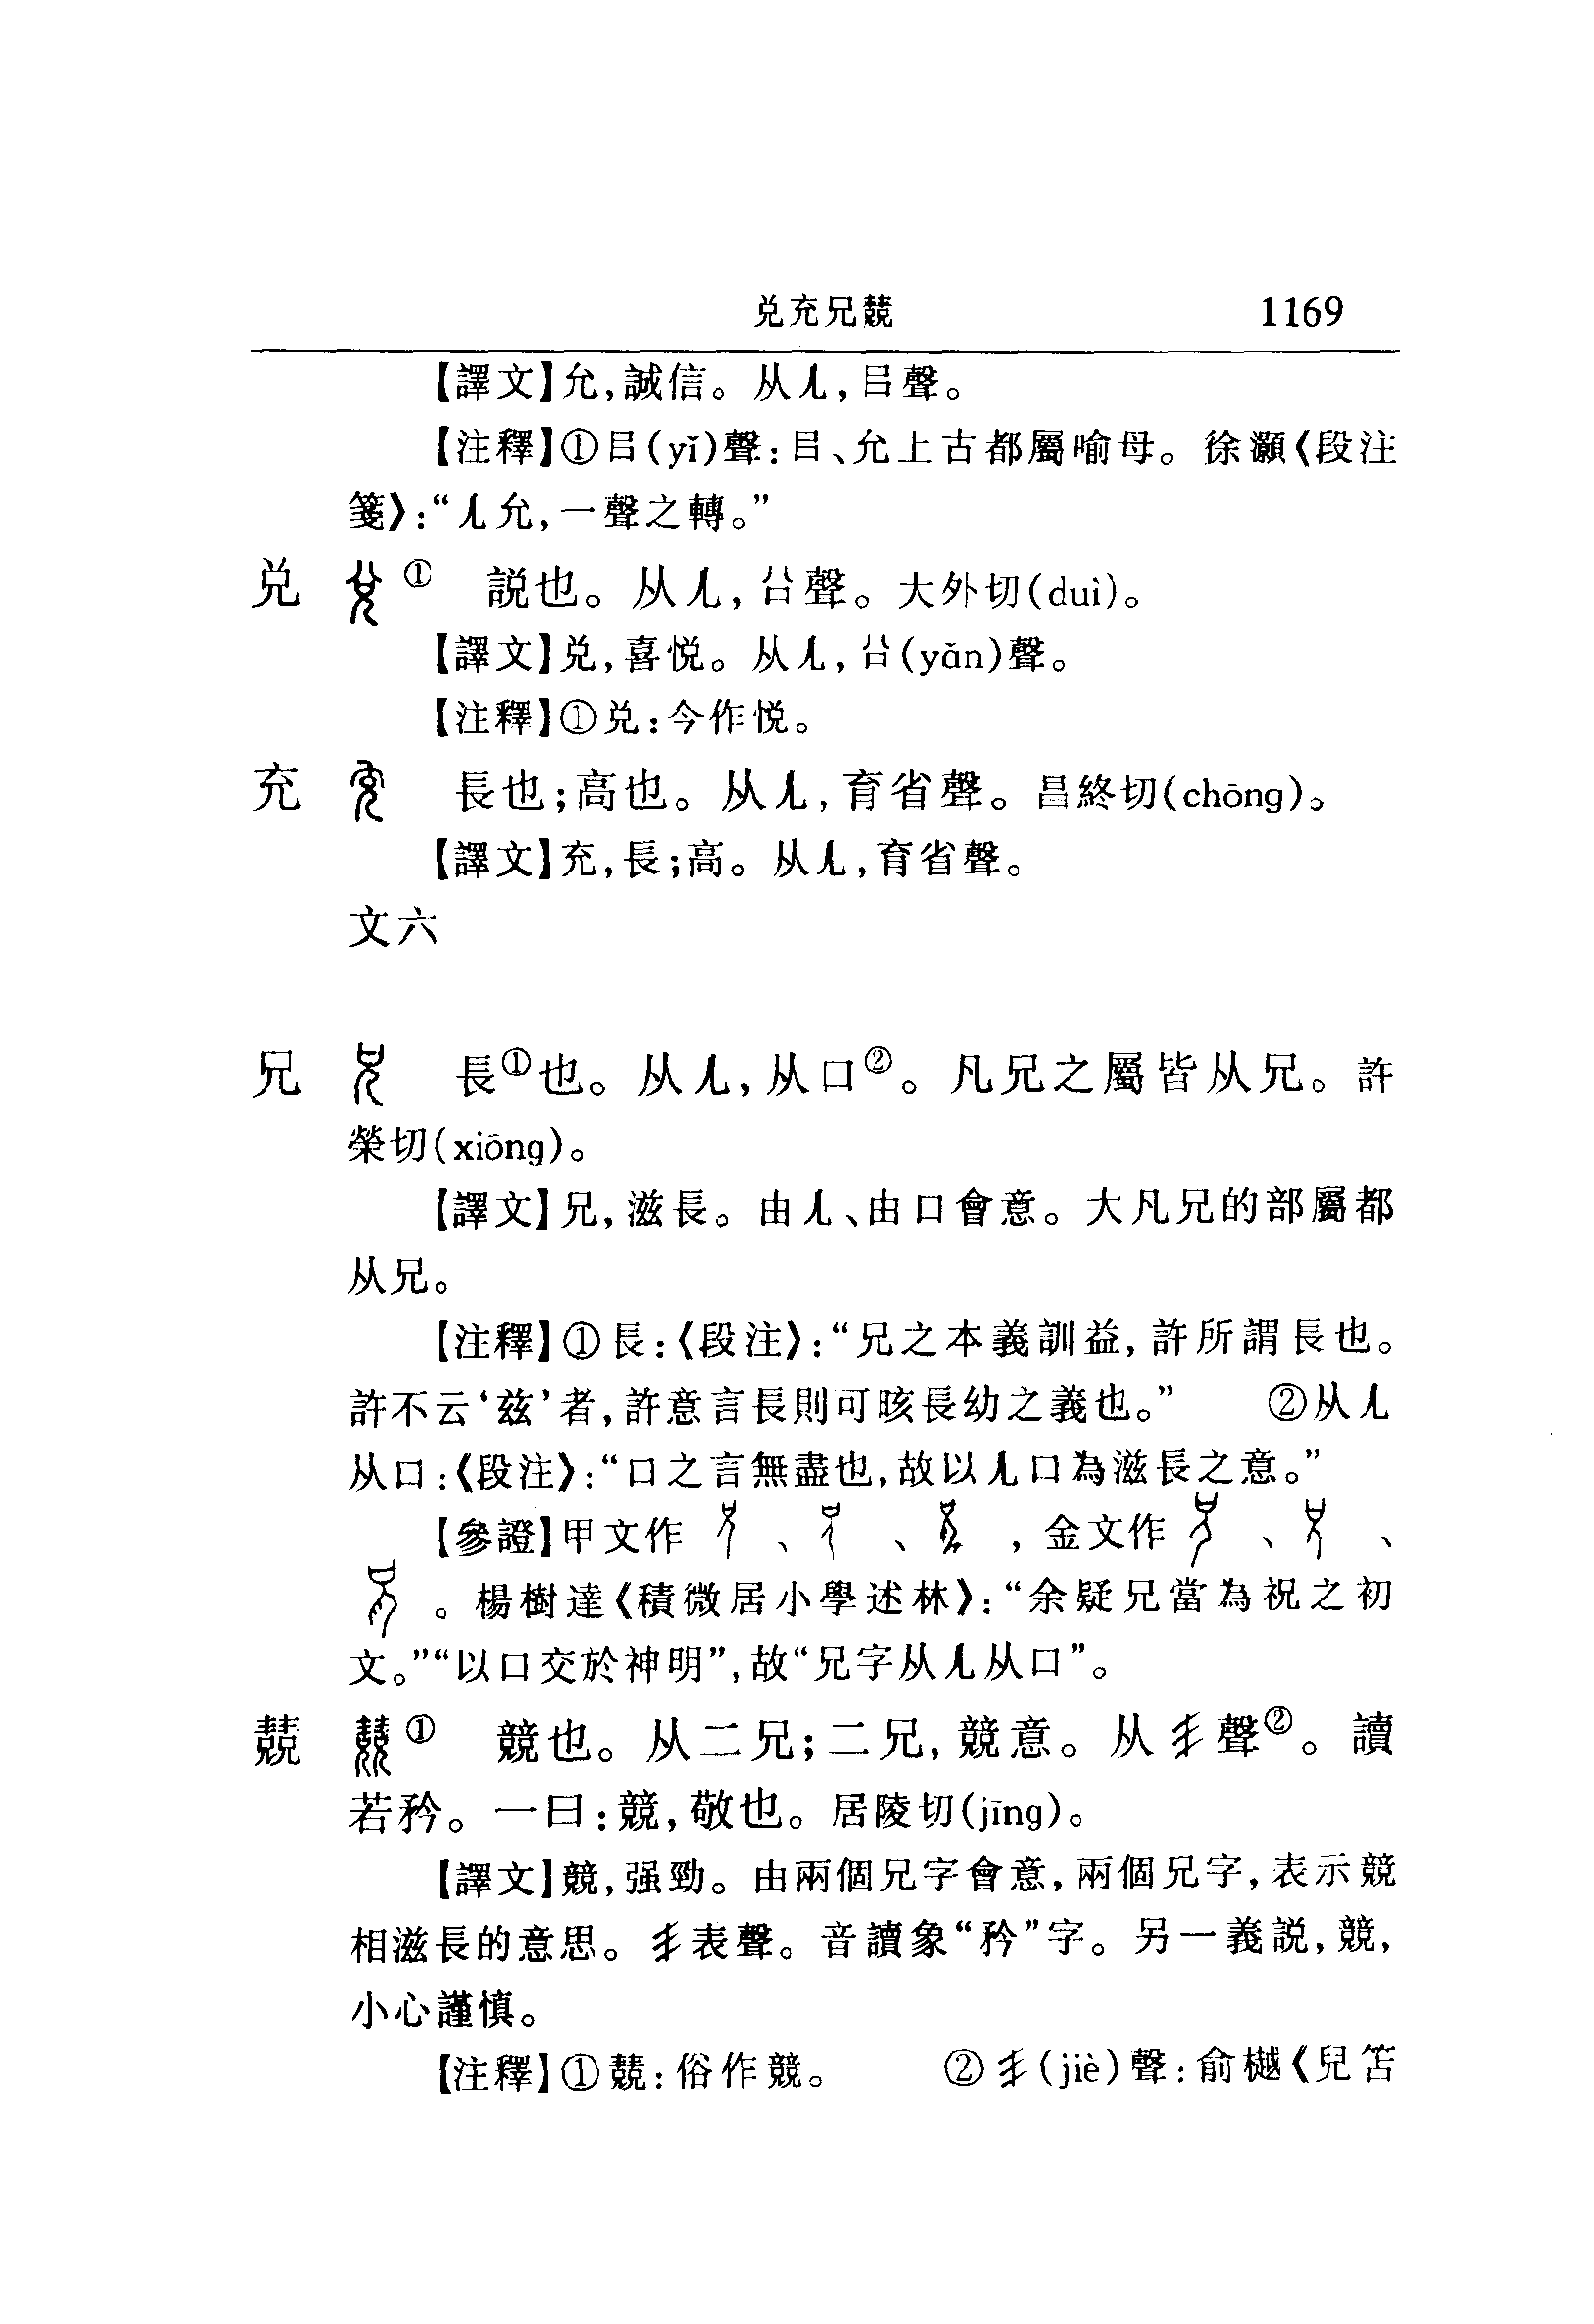 兑充兄兢 1169
【譯文】允,誠信。从儿,㠯聲。
【注釋】①㠯(yǐ)聲:㠯、允上古都屬喻母。徐灝《段注
箋》:“儿允,一聲之轉。”
兑 ① 説也。从儿,㕣聲。大外切(duì)。
【譯文】兑,喜悦。从儿,㕣(yǎn)聲。
【注釋】①兑:今作悦。
充 長也;高也。从儿,育省聲。昌終切(chōng)。
【譯文】充,長;高。从儿,育省聲。
文六
兄 長①也。从儿,从口②。凡兄之屬皆从兄。許
榮切(xiōng)。
【譯文】兄,滋長。由儿、由口會意。大凡兄的部屬都
从兄。
【注釋】①長:《段注》:“兄之本義訓益,許所謂長也。
許不云‘兹’者,許意言長則可晐長幼之義也。” ②从儿
从口:《段注》:“口之言無盡也,故以儿口為滋長之意。”
【參證】甲文作 、 、 ,金文作 、 、
。楊樹達《積微居小學述林》:“余疑兄當為祝之初
文。”“以口交於神明”,故“兄字从儿从口”。
兢 ① 競也。从二兄;二兄,競意。从丯聲②。讀
若矜。一曰:兢,敬也。居陵切(jīng)。
【譯文】兢,强勁。由兩個兄字會意,兩個兄字,表示競
相滋長的意思。丯表聲。音讀象“矜”字。另一義説,兢,
小心謹慎。
【注釋】①兢:俗作兢。 ②丯(jiè)聲:俞樾《兒笘